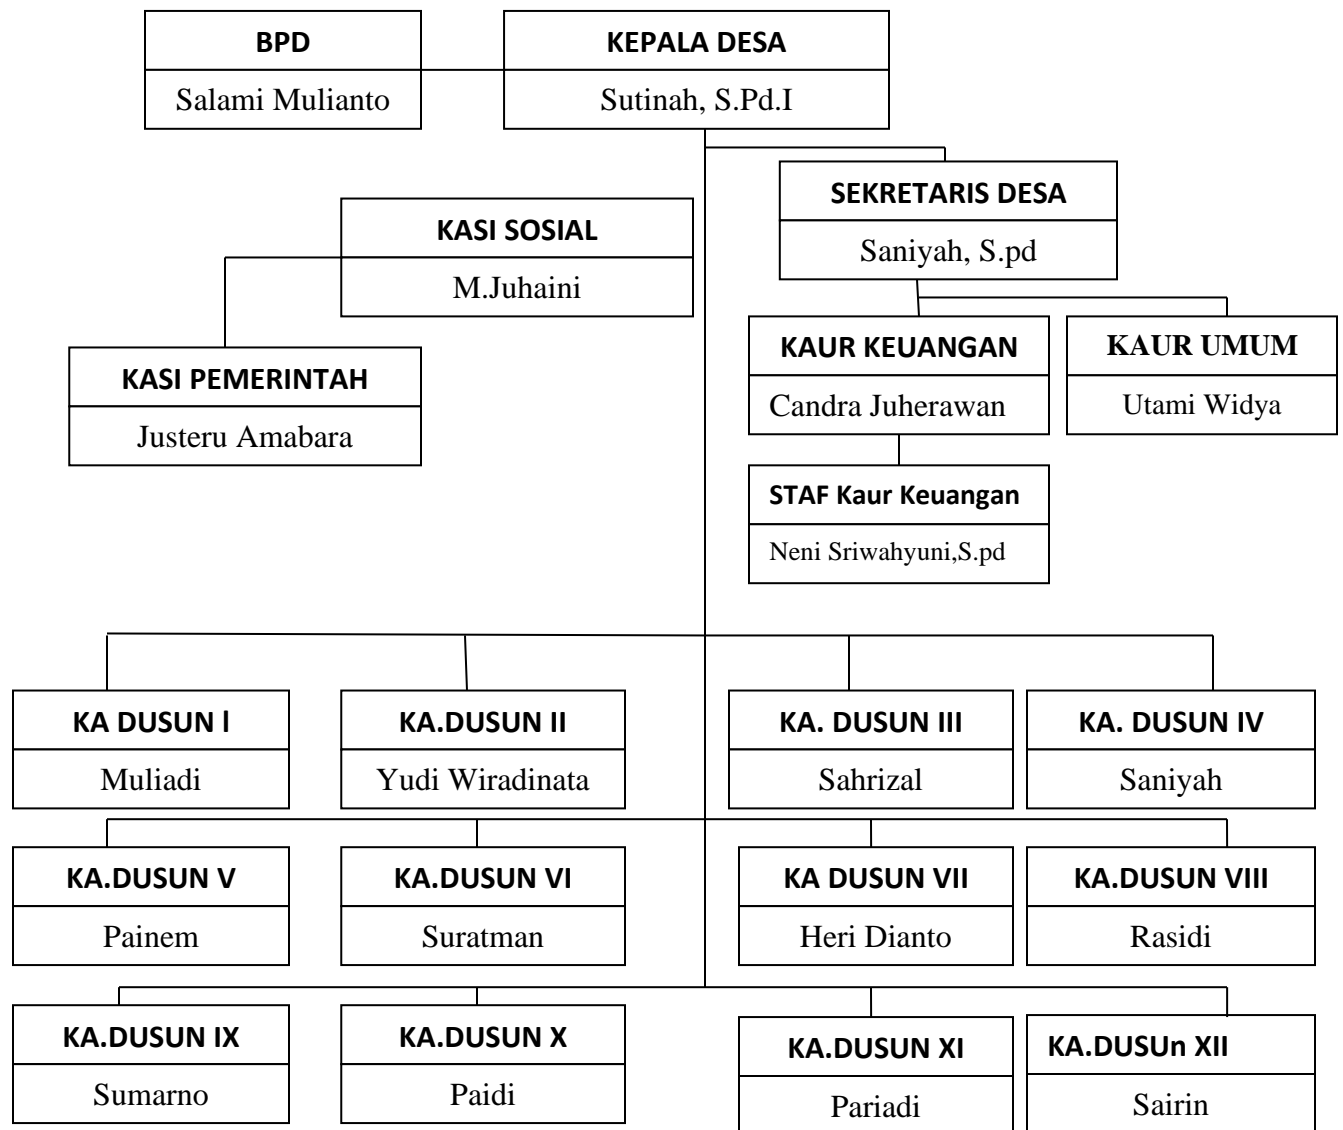 BPD
Salami Mulianto
KEPALA DESA
Sutinah, S.Pd.I
SEKRETARIS DESA
Saniyah, S.pd
KASI SOSIAL
M.Juhaini
KASI PEMERINTAH
Justeru Amabara
KAUR KEUANGAN
Candra Juherawan
KAUR UMUM
Utami Widya
STAF Kaur Keuangan
Neni Sriwahyuni,S.pd
KA DUSUN l
Muliadi
KA.DUSUN II
Yudi Wiradinata
KA. DUSUN III
Sahrizal
KA. DUSUN IV
Saniyah
KA.DUSUN V
Painem
KA.DUSUN VI
Suratman
KA DUSUN VII
Heri Dianto
KA.DUSUN VIII
Rasidi
KA.DUSUN IX
Sumarno
KA.DUSUN X
Paidi
KA.DUSUN XI
Pariadi
KA.DUSUn XII
Sairin